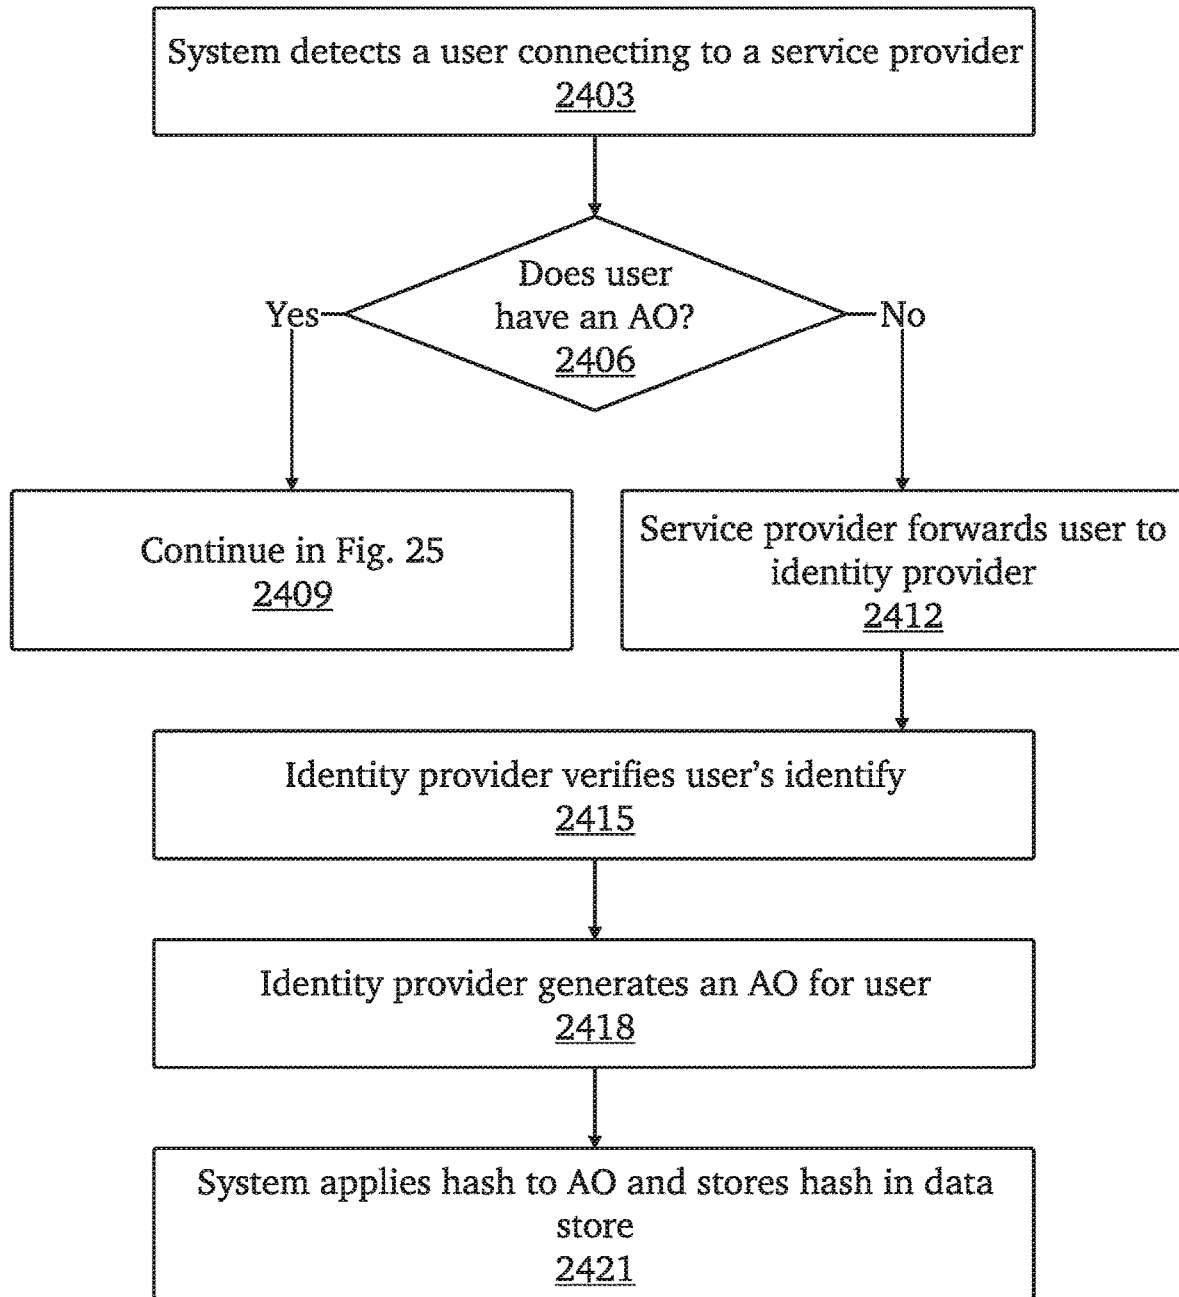 System detects a user connecting to a service provider
2403
Does user
have an AO?
2406
Yes
No
Continue in Fig. 25
2409
Service provider forwards user to
identity provider
2412
Identity provider verifies user's identify
2415
Identity provider generates an AO for user
2418
System applies hash to AO and stores hash in data
store
2421